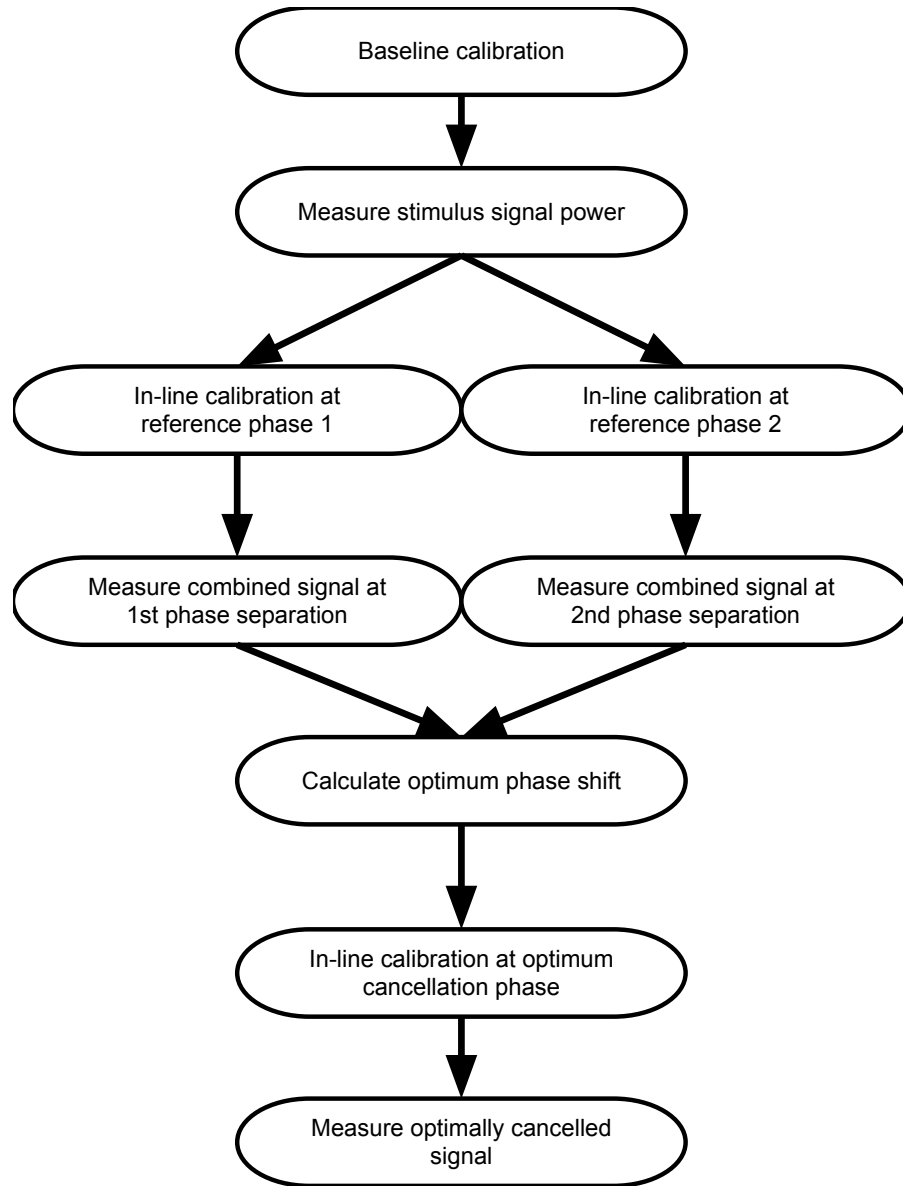 Baseline calibration
Measure stimulus signal power
In-line calibration at
reference phase 1
In-line calibration at
reference phase 2
Measure combined signal at
1st phase separation
Measure combined signal at
2nd phase separation
Calculate optimum phase shift
In-line calibration at optimum
cancellation phase
Measure optimally cancelled
signal